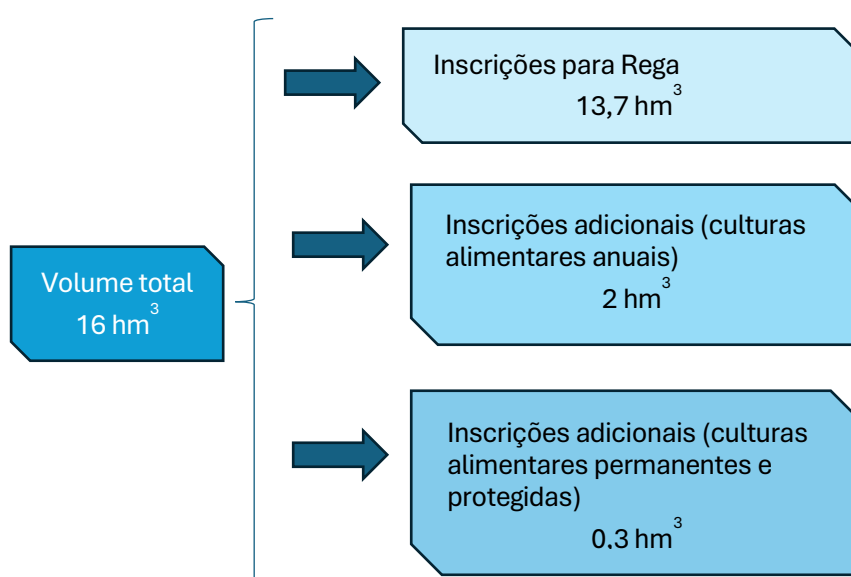 Volume total
16 hm³
Inscrições para Rega
13,7 hm³
Inscrições adicionais (culturas
alimentares anuais)
2 hm³
Inscrições adicionais (culturas
alimentares permanentes e
protegidas)
0,3 hm³